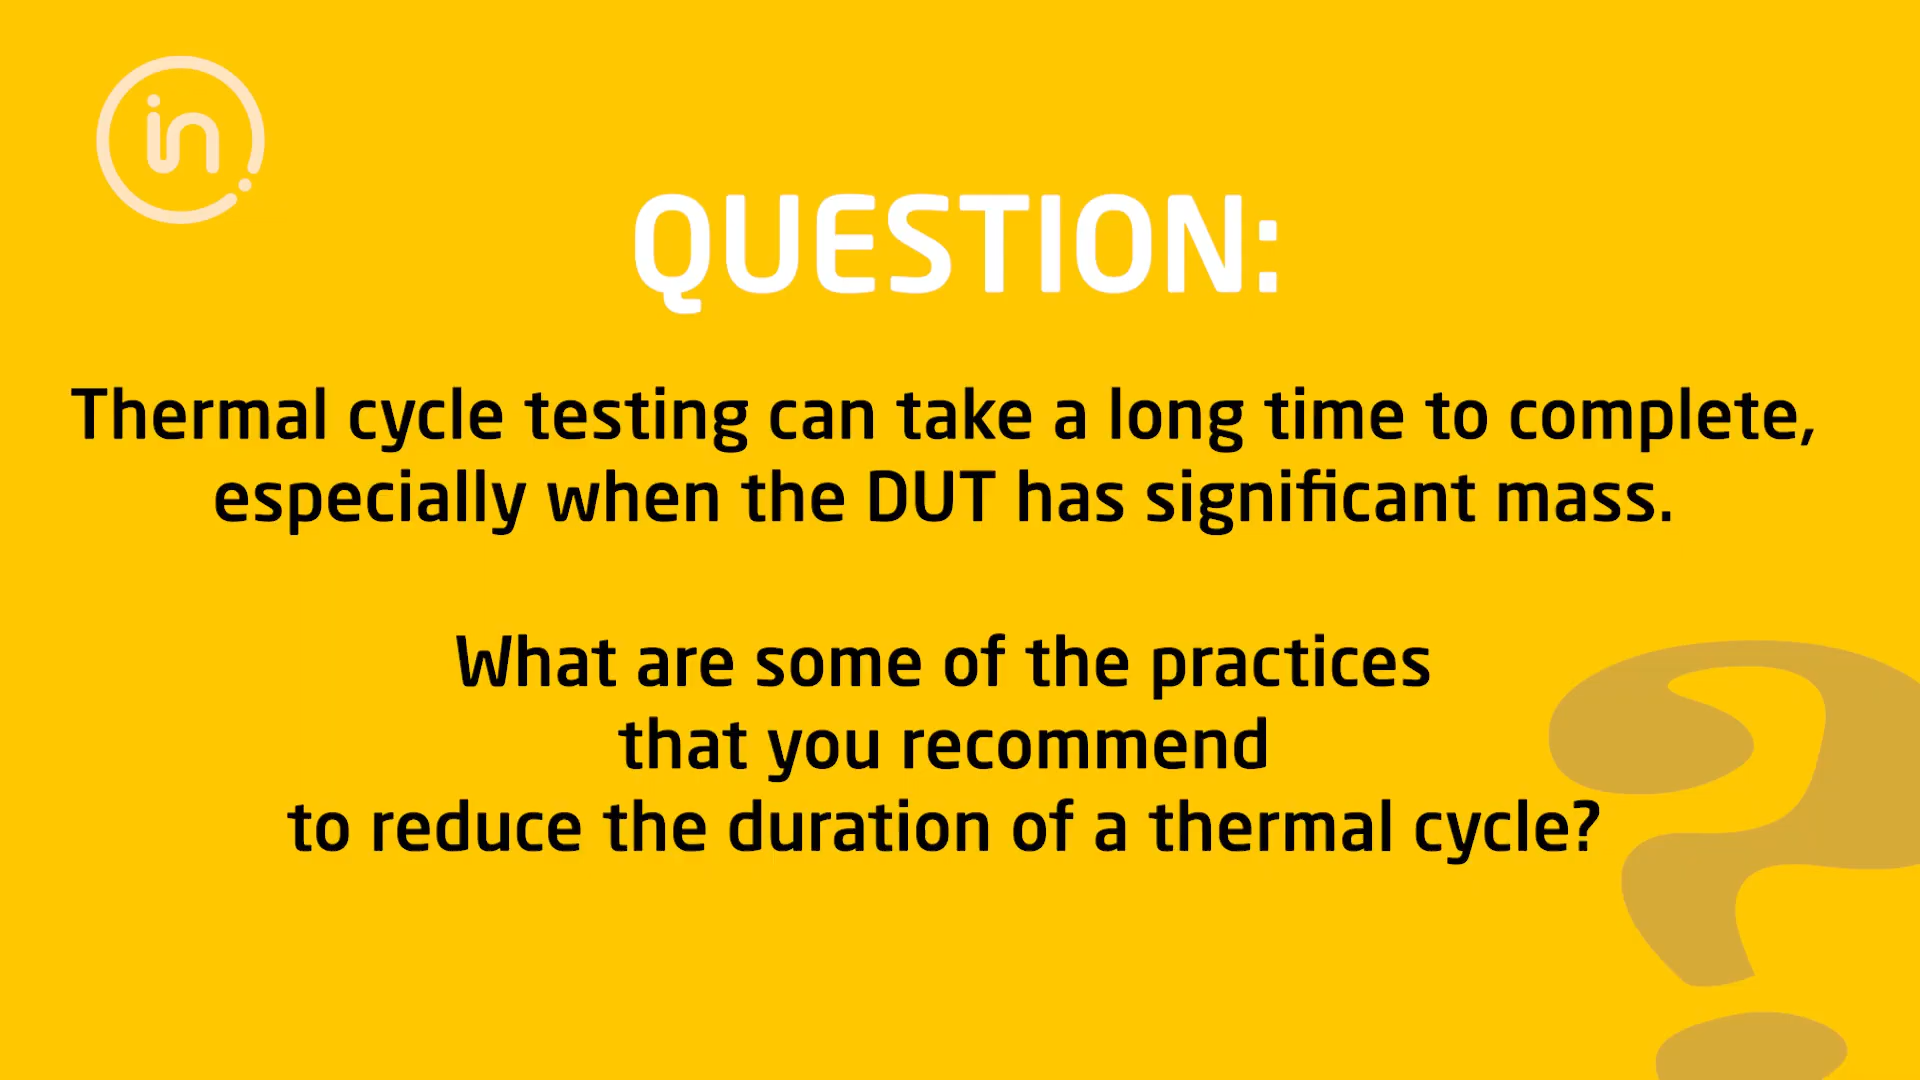 in
QUESTION:
Thermal cycle testing can take a long time to complete,
especially when the DUT has significant mass.
What are some of the practices
that you recommend
to reduce the duration of a thermal cycle?
?